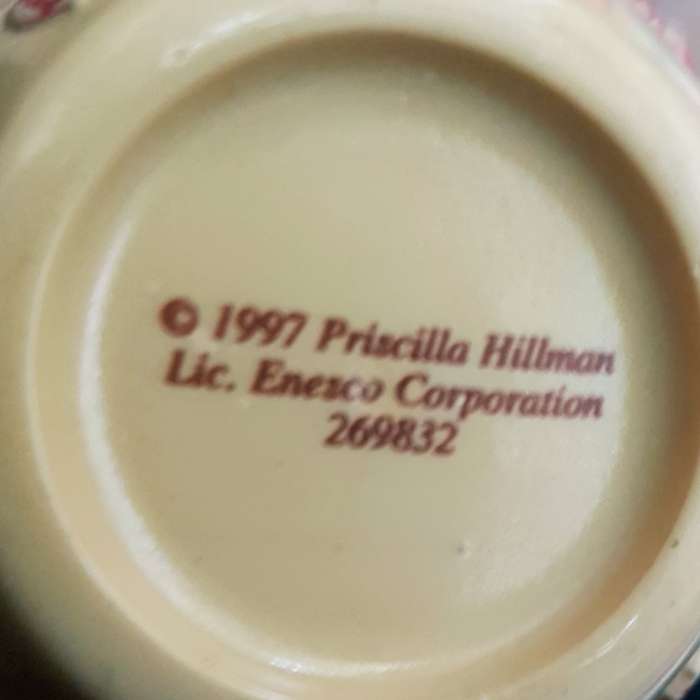 © 1997 Priscilla Hillman
Lic. Enesco Corporation
269832